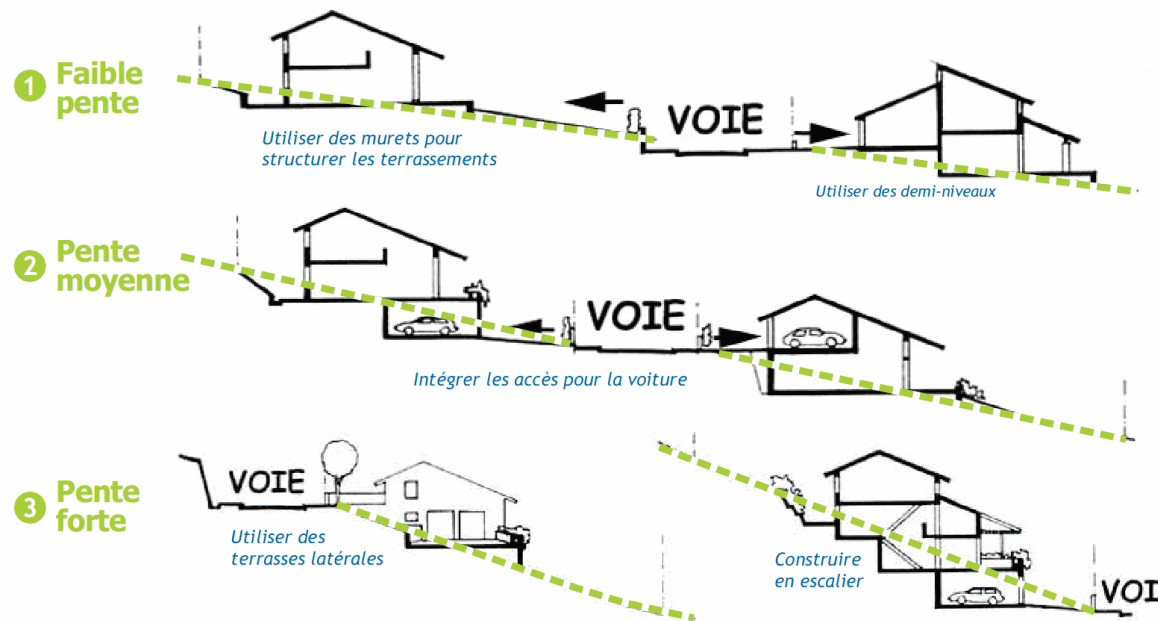 1 Faible
pente
VOIE
Utiliser des murets pour
structurer les terrassements
Utiliser des demi-niveaux
2 Pente
moyenne
VOIE
Intégrer les accès pour la voiture
3 Pente
forte
VOIE
Utiliser des
terrasses latérales
Construire
en escalier
VOI